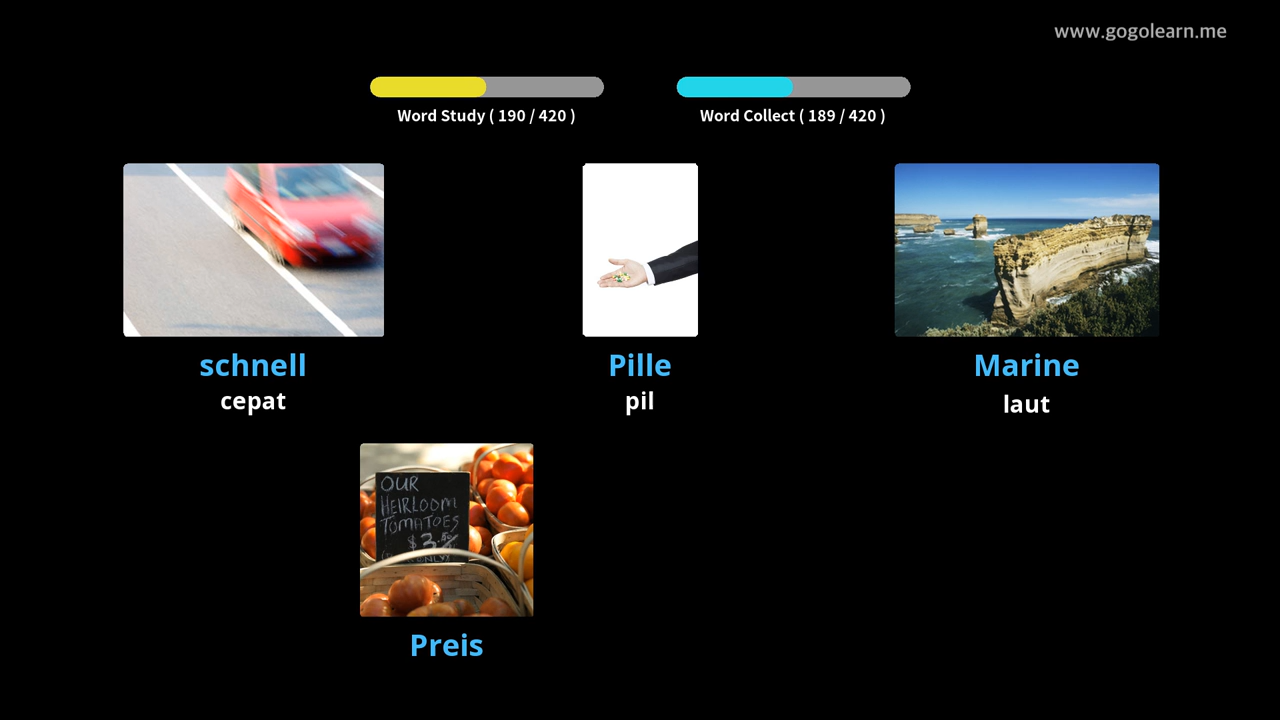 www.gogolearn.me
Word Study ( 190 / 420 )
Word Collect ( 189 / 420 )
schnell
cepat
Pille
pil
Marine
laut
OUR
HEIRLOOM
TOMATOES
Preis